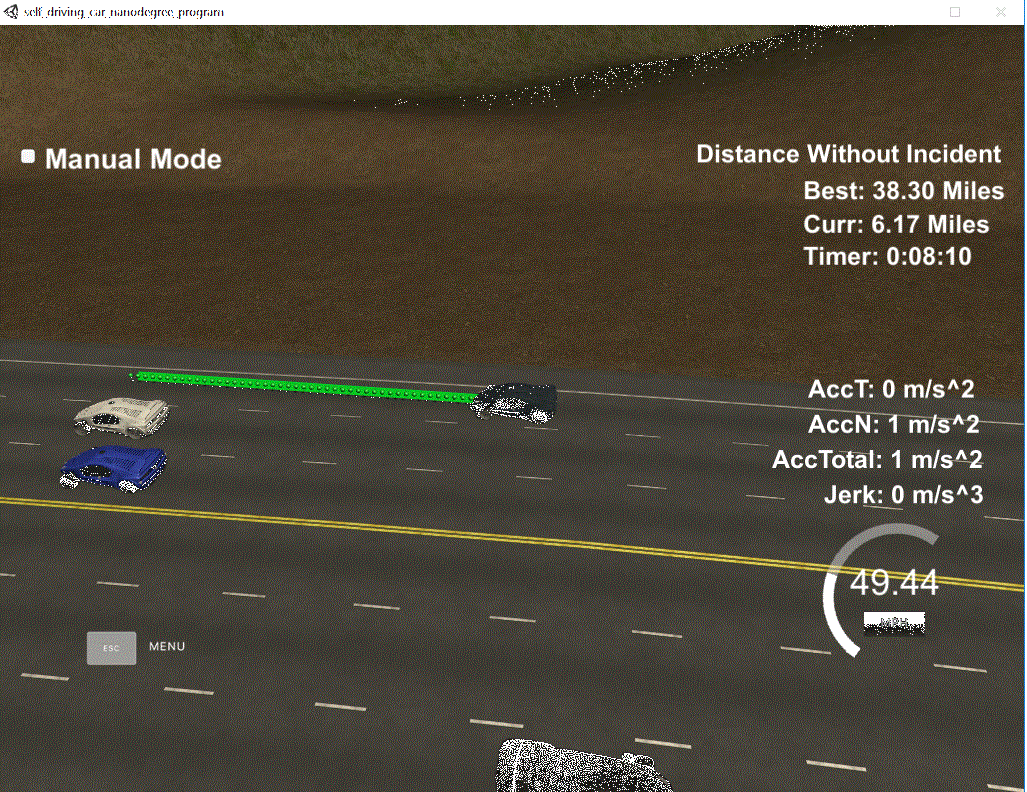 self_driving_car_nanodegree_program
Manual Mode
Distance Without Incident
Best: 38.30 Miles
Curr: 6.17 Miles
Timer: 0:08:10
AccT: 0 m/s^2
AccN: 1 m/s^2
AccTotal: 1 m/s^2
Jerk: 0 m/s^3
49.44
MPH
ESC MENU